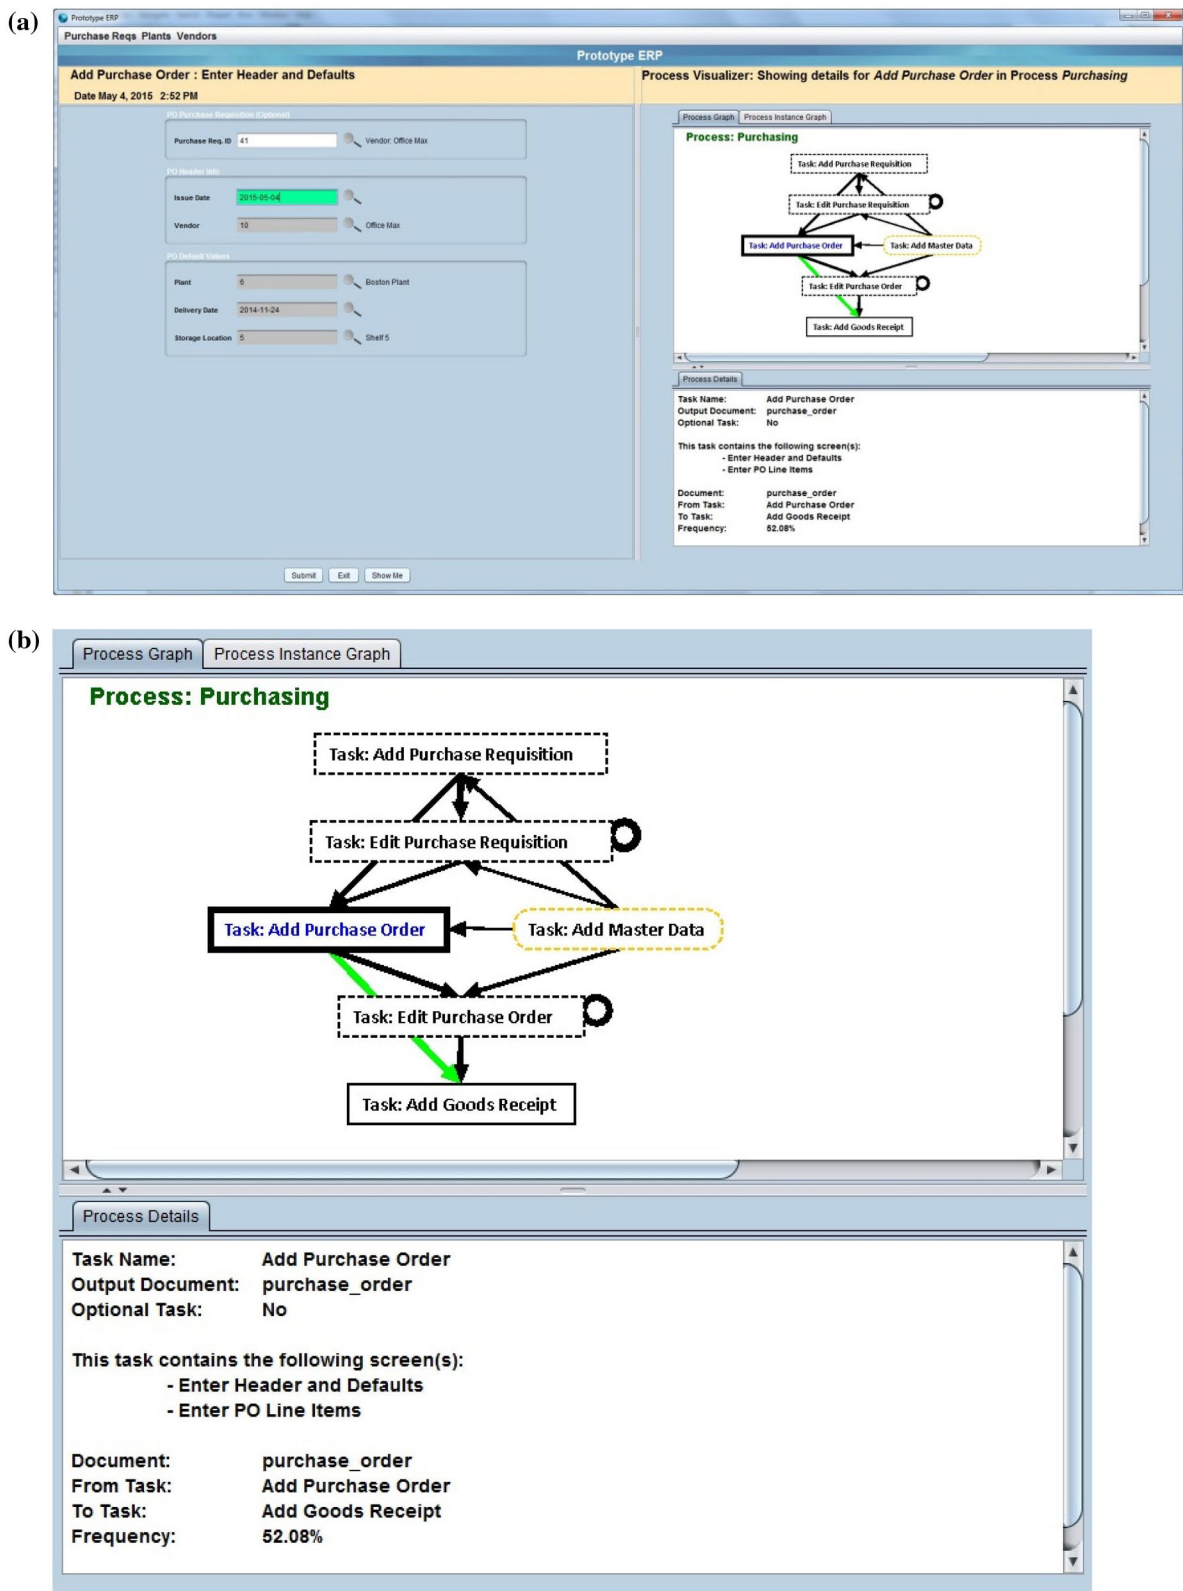 (a)
Prototype ERP
Purchase Reqs Plants Vendors
Prototype ERP
Add Purchase Order : Enter Header and Defaults
Date May 4, 2015 2:52 PM
PO Purchase Requisition (Optional)
Purchase Req. ID 41 Vendor: Office Max
PO Header Info
Issue Date 2015-05-04
Vendor 10 Office Max
PO Default Values
Plant 6 Boston Plant
Delivery Date 2014-11-24
Storage Location 5 Shelf 5
Submit Exit Show Me
Process Visualizer: Showing details for Add Purchase Order in Process Purchasing
Process Graph Process Instance Graph
Process: Purchasing
Task: Add Purchase Requisition
Task: Edit Purchase Requisition
Task: Add Purchase Order Task: Add Master Data
Task: Edit Purchase Order
Task: Add Goods Receipt
Process Details
Task Name: Add Purchase Order
Output Document: purchase_order
Optional Task: No
This task contains the following screen(s):
- Enter Header and Defaults
- Enter PO Line Items
Document: purchase_order
From Task: Add Purchase Order
To Task: Add Goods Receipt
Frequency: 52.08%
(b)
Process Graph Process Instance Graph
Process: Purchasing
Task: Add Purchase Requisition
Task: Edit Purchase Requisition
Task: Add Purchase Order Task: Add Master Data
Task: Edit Purchase Order
Task: Add Goods Receipt
Process Details
Task Name: Add Purchase Order
Output Document: purchase_order
Optional Task: No
This task contains the following screen(s):
- Enter Header and Defaults
- Enter PO Line Items
Document: purchase_order
From Task: Add Purchase Order
To Task: Add Goods Receipt
Frequency: 52.08%